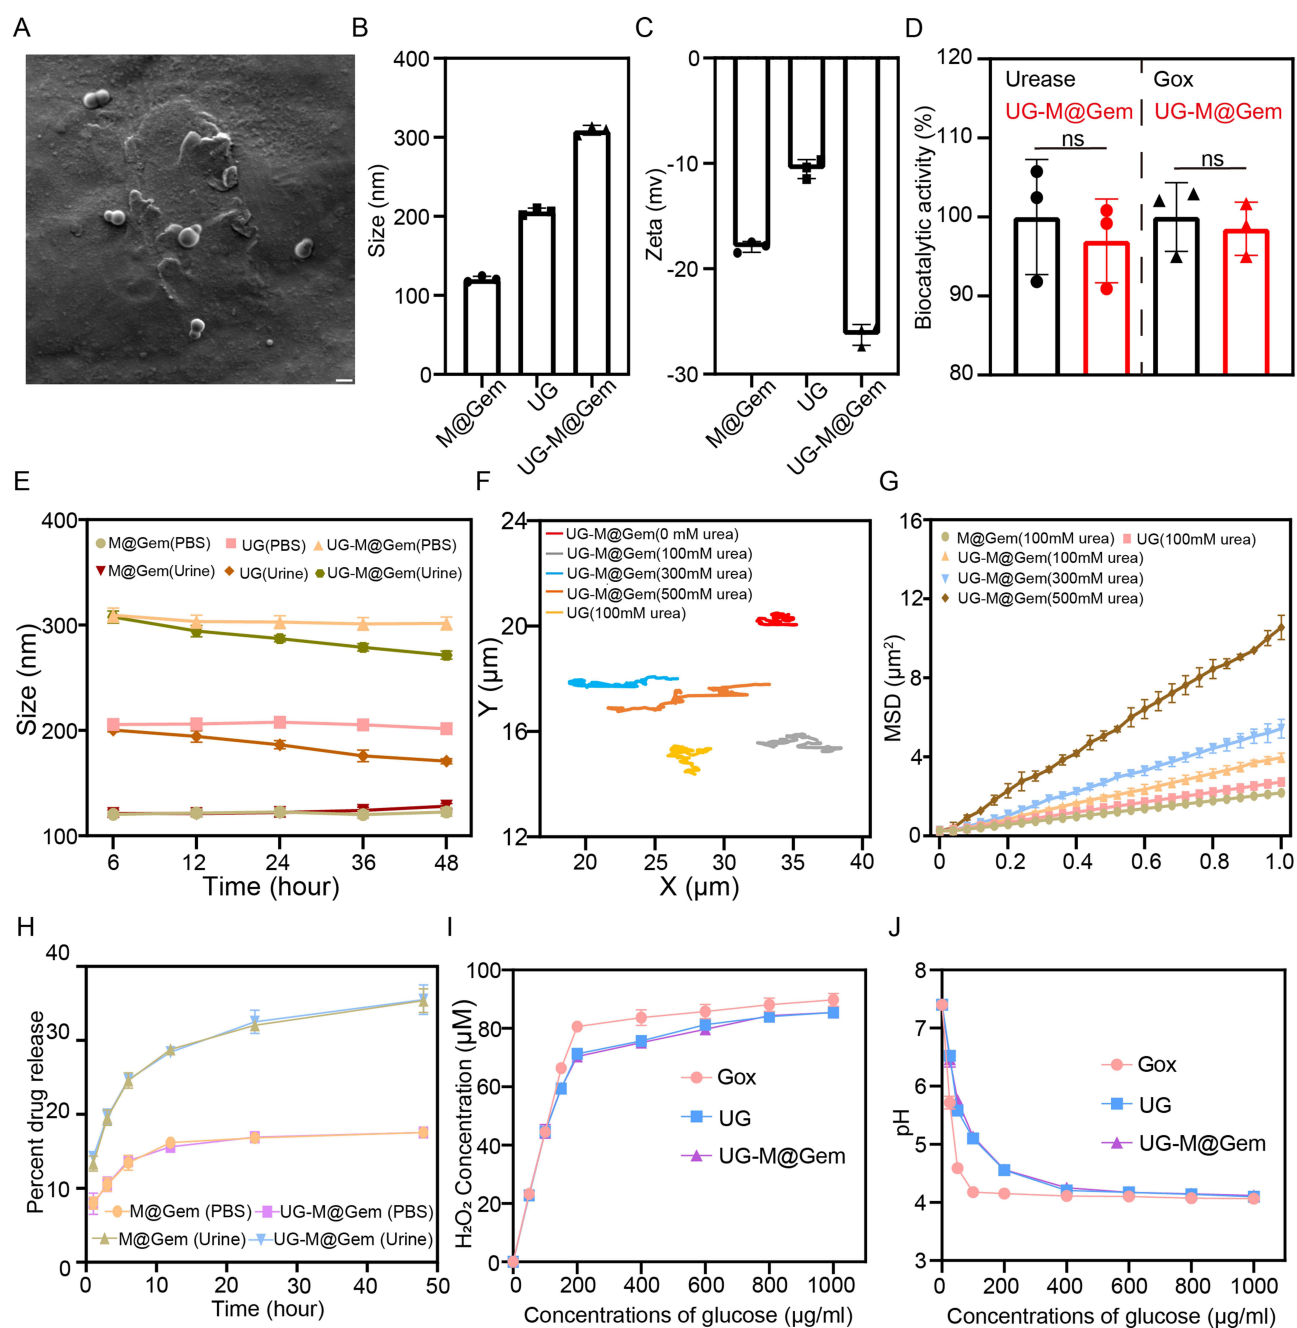 A
B
Size (nm)
400
300
200
100
0
M@Gem
UG
UG-M@Gem
C
Zeta (mv)
0
-10
-20
-30
M@Gem
UG
UG-M@Gem
D
Biocatalytic activity (%)
120
110
100
90
80
Urease
UG-M@Gem
ns
Gox
UG-M@Gem
ns
E
Size (nm)
400
300
200
100
M@Gem(PBS)
UG(PBS)
UG-M@Gem(PBS)
M@Gem(Urine)
UG(Urine)
UG-M@Gem(Urine)
6 12 24 36 48
Time (hour)
F
Y (μm)
24
20
16
12
UG-M@Gem(0 mM urea)
UG-M@Gem(100mM urea)
UG-M@Gem(300mM urea)
UG-M@Gem(500mM urea)
UG(100mM urea)
20 25 30 35 40
X (μm)
G
MSD (μm²)
16
12
8
4
0
M@Gem(100mM urea) UG(100mM urea)
UG-M@Gem(100mM urea)
UG-M@Gem(300mM urea)
UG-M@Gem(500mM urea)
0 0.2 0.4 0.6 0.8 1.0
H
Percent drug release
40
30
20
10
0
M@Gem (PBS) UG-M@Gem (PBS)
M@Gem (Urine) UG-M@Gem (Urine)
0 10 20 30 40 50
Time (hour)
I
H₂O₂ Concentration (μM)
100
80
60
40
20
0
Gox
UG
UG-M@Gem
0 200 400 600 800 1000
Concentrations of glucose (μg/ml)
J
pH
8
7
6
5
4
3
Gox
UG
UG-M@Gem
0 200 400 600 800 1000
Concentrations of glucose (μg/ml)